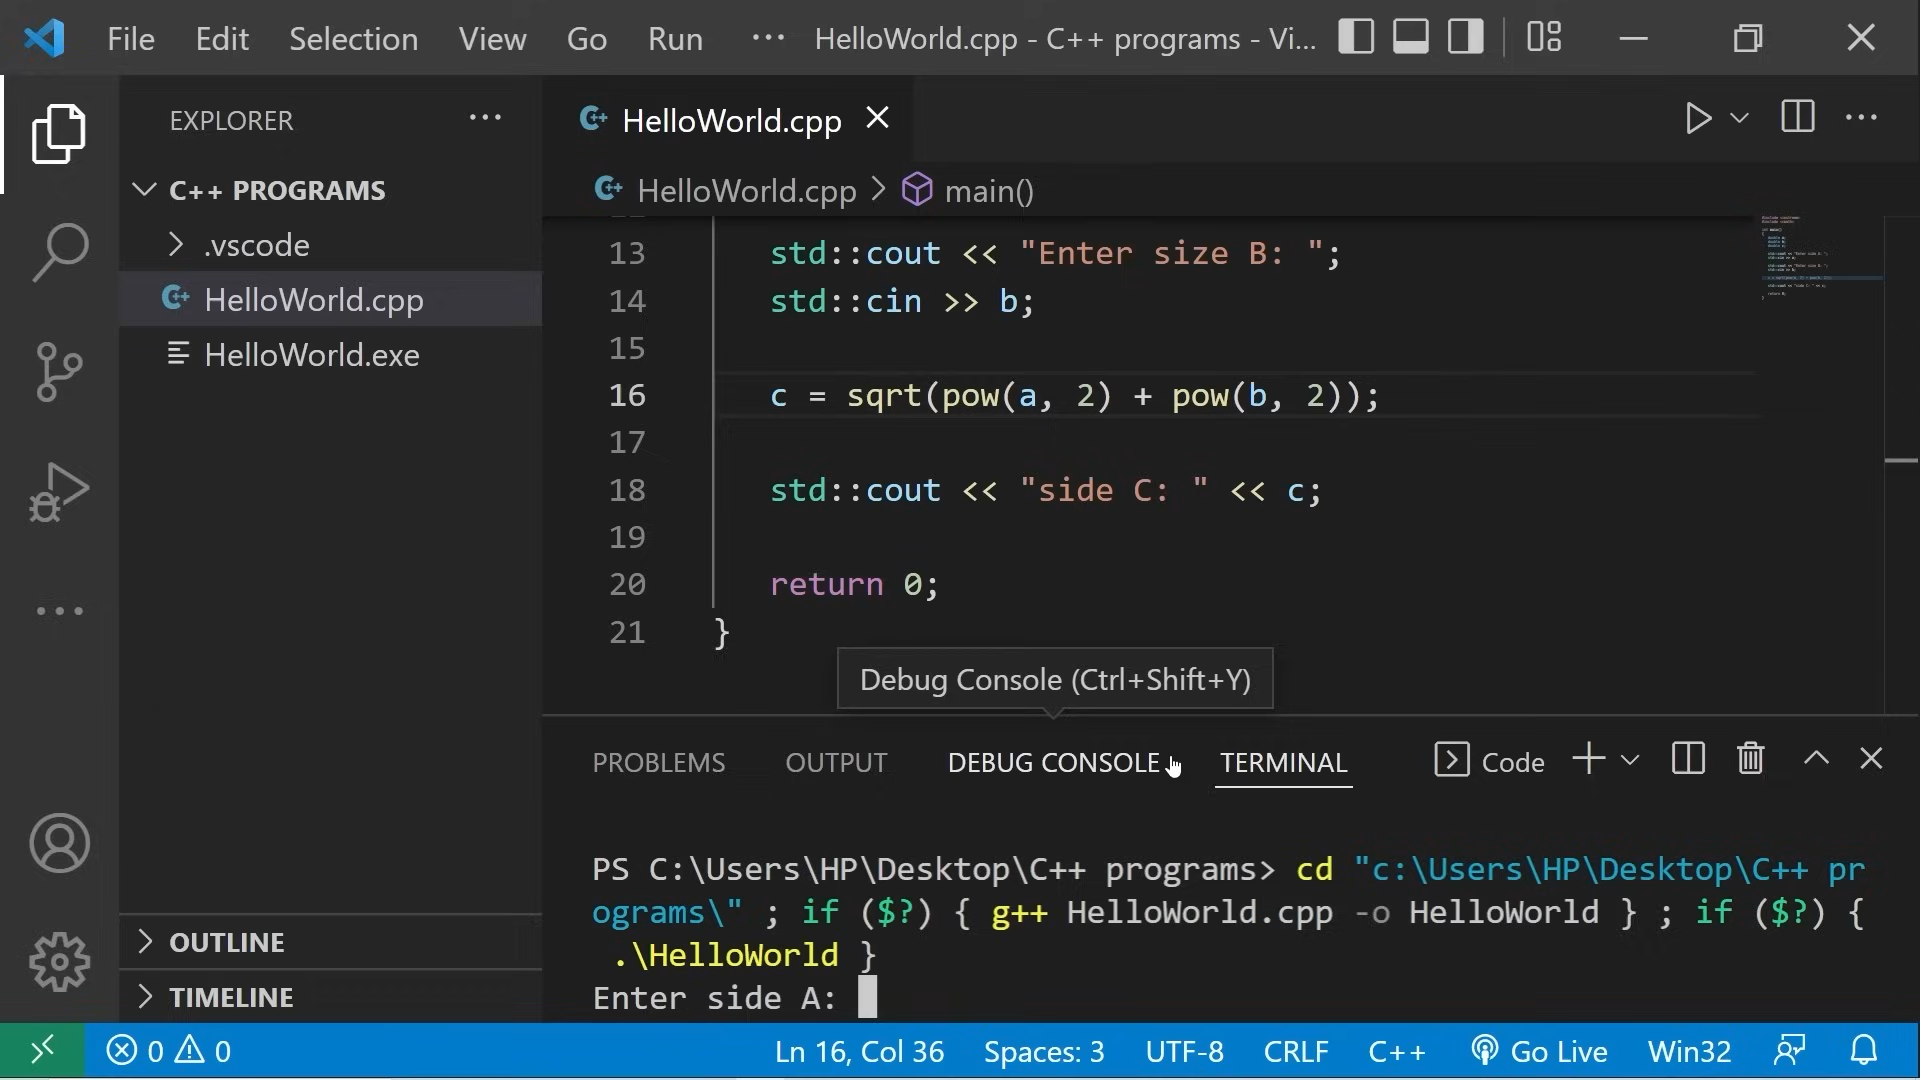 File Edit Selection View Go Run ··· HelloWorld.cpp - C++ programs - Vi...
EXPLORER ···
C++ PROGRAMS
.vscode
HelloWorld.cpp
HelloWorld.exe
OUTLINE
TIMELINE
HelloWorld.cpp
HelloWorld.cpp > main()
13 std::cout << "Enter size B: ";
14 std::cin >> b;
15
16 c = sqrt(pow(a, 2) + pow(b, 2));
17
18 std::cout << "side C: " << c;
19
20 return 0;
21 }
Debug Console (Ctrl+Shift+Y)
PROBLEMS OUTPUT DEBUG CONSOLE TERMINAL Code
PS C:\Users\HP\Desktop\C++ programs> cd "c:\Users\HP\Desktop\C++ pr
ograms\" ; if ($?) { g++ HelloWorld.cpp -o HelloWorld } ; if ($?) {
.\HelloWorld }
Enter side A:
0 0 Ln 16, Col 36 Spaces: 3 UTF-8 CRLF C++ Go Live Win32